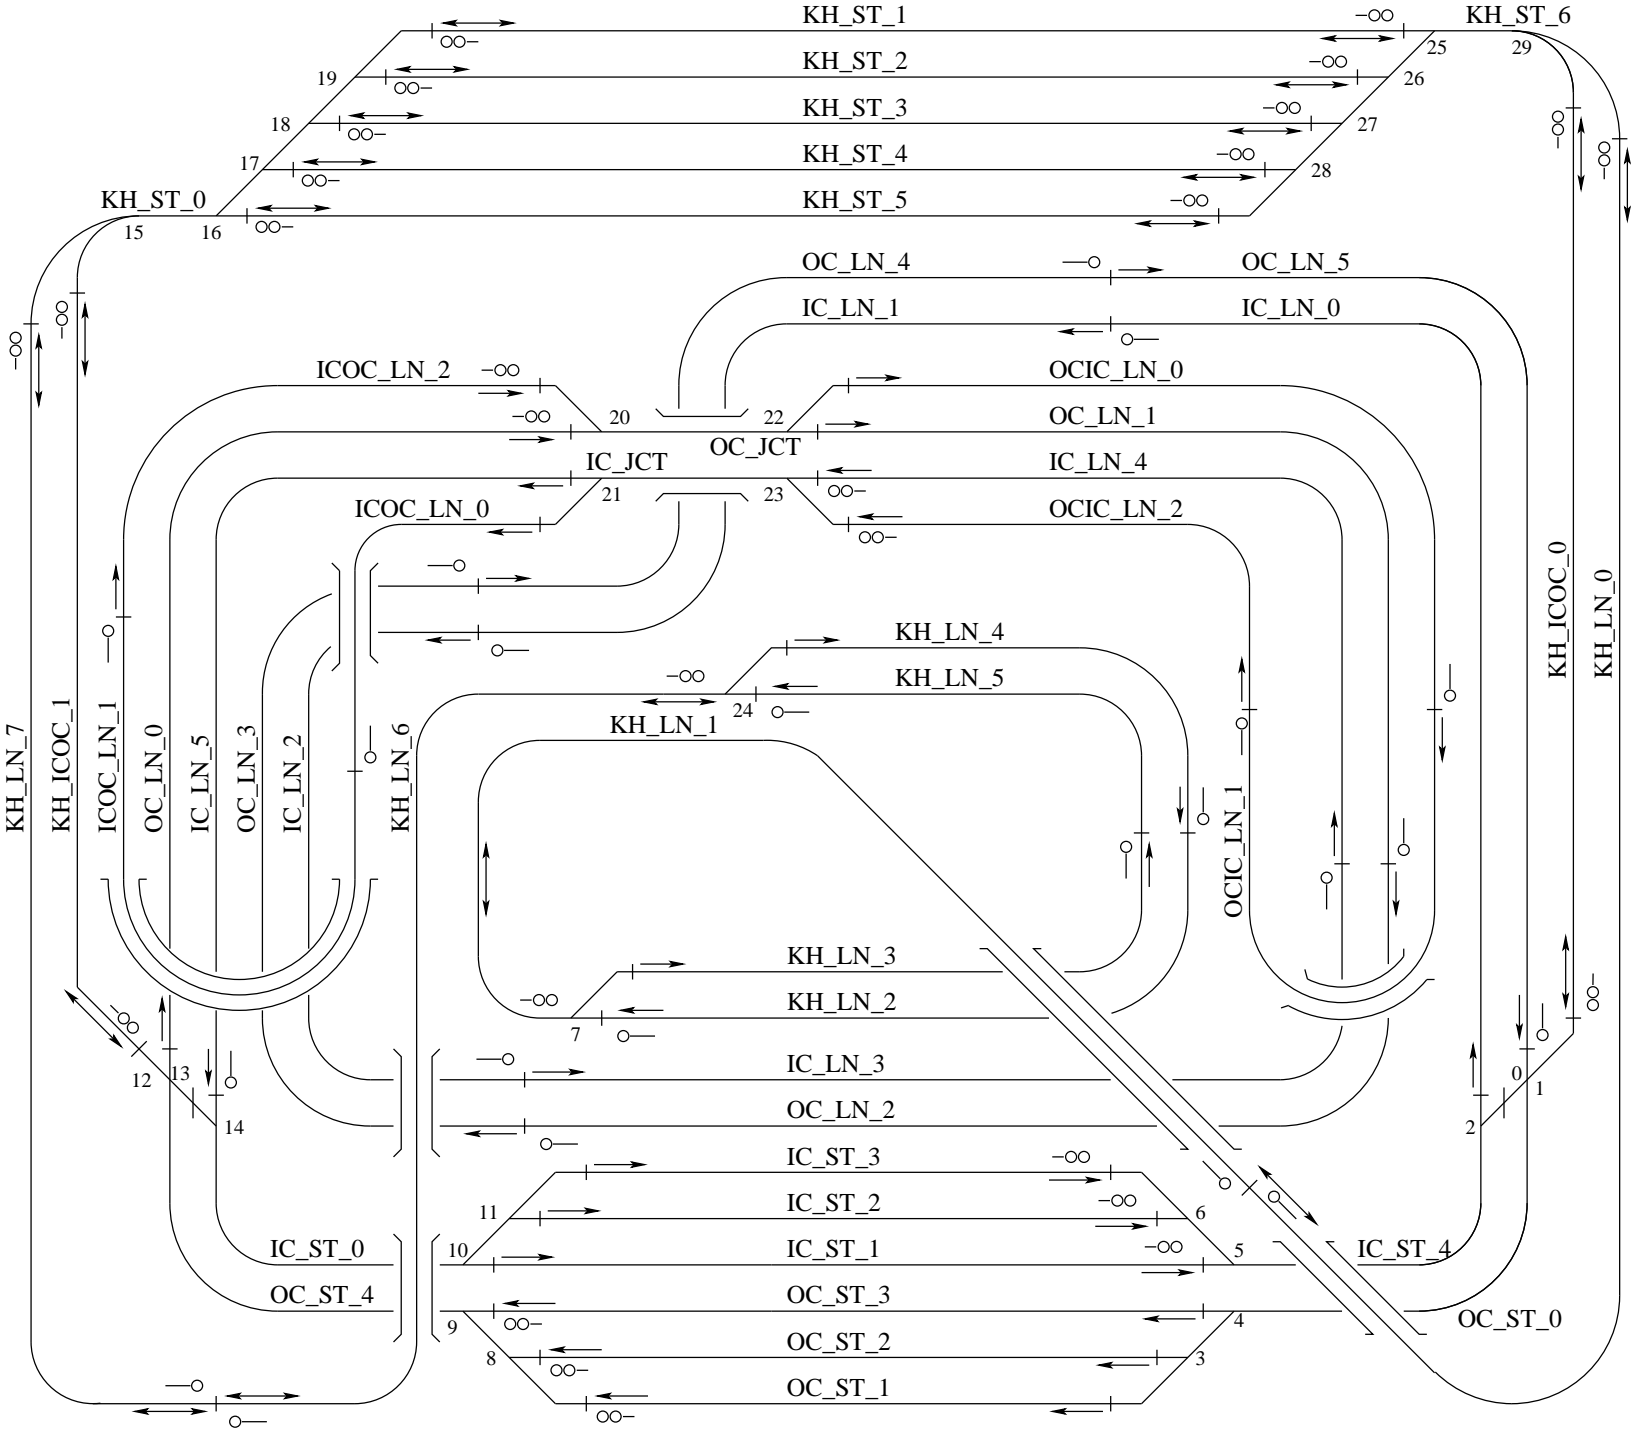 KH_ST_1
KH_ST_6
25
29
KH_ST_2
19
26
KH_ST_3
18
27
KH_ST_4
17
28
KH_ST_0
KH_ST_5
15
16
OC_LN_4
OC_LN_5
IC_LN_1
IC_LN_0
ICOC_LN_2
OCIC_LN_0
20
22
OC_LN_1
OC_JCT
IC_JCT
IC_LN_4
21
23
ICOC_LN_0
OCIC_LN_2
KH_ICOC_0
KH_LN_0
KH_LN_4
KH_LN_5
24
KH_LN_1
KH_LN_7
KH_ICOC_1
ICOC_LN_1
OC_LN_0
IC_LN_5
OC_LN_3
IC_LN_2
KH_LN_6
OCIC_LN_1
KH_LN_3
KH_LN_2
7
12
13
IC_LN_3
0
1
OC_LN_2
14
2
IC_ST_3
IC_ST_2
11
6
IC_ST_0
10
IC_ST_1
5
IC_ST_4
OC_ST_4
9
OC_ST_3
4
OC_ST_0
OC_ST_2
8
3
OC_ST_1